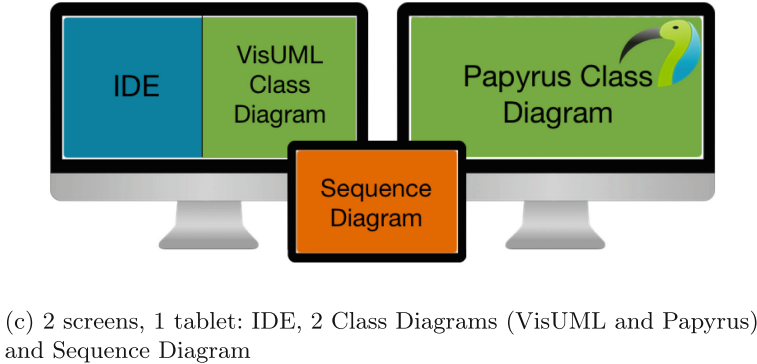 IDE
VisUML
Class
Diagram
Papyrus Class
Diagram
Sequence
Diagram
(c) 2 screens, 1 tablet: IDE, 2 Class Diagrams (VisUML and Papyrus)
and Sequence Diagram